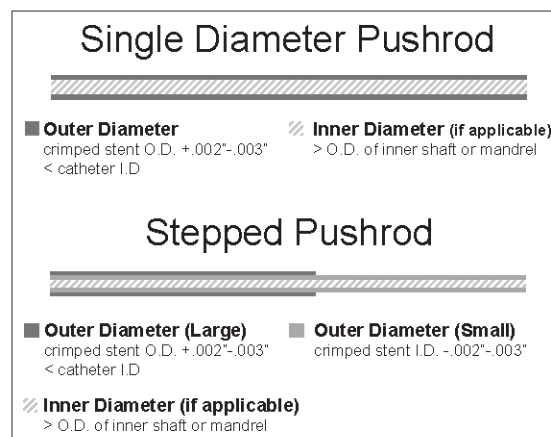 Single Diameter Pushrod
Outer Diameter
crimped stent O.D. +.002"-.003"
< catheter I.D
Inner Diameter (if applicable)
> O.D. of inner shaft or mandrel
Stepped Pushrod
Outer Diameter (Large)
crimped stent O.D. +.002"-.003"
< catheter I.D
Outer Diameter (Small)
crimped stent I.D. -.002"-.003"
Inner Diameter (if applicable)
> O.D. of inner shaft or mandrel